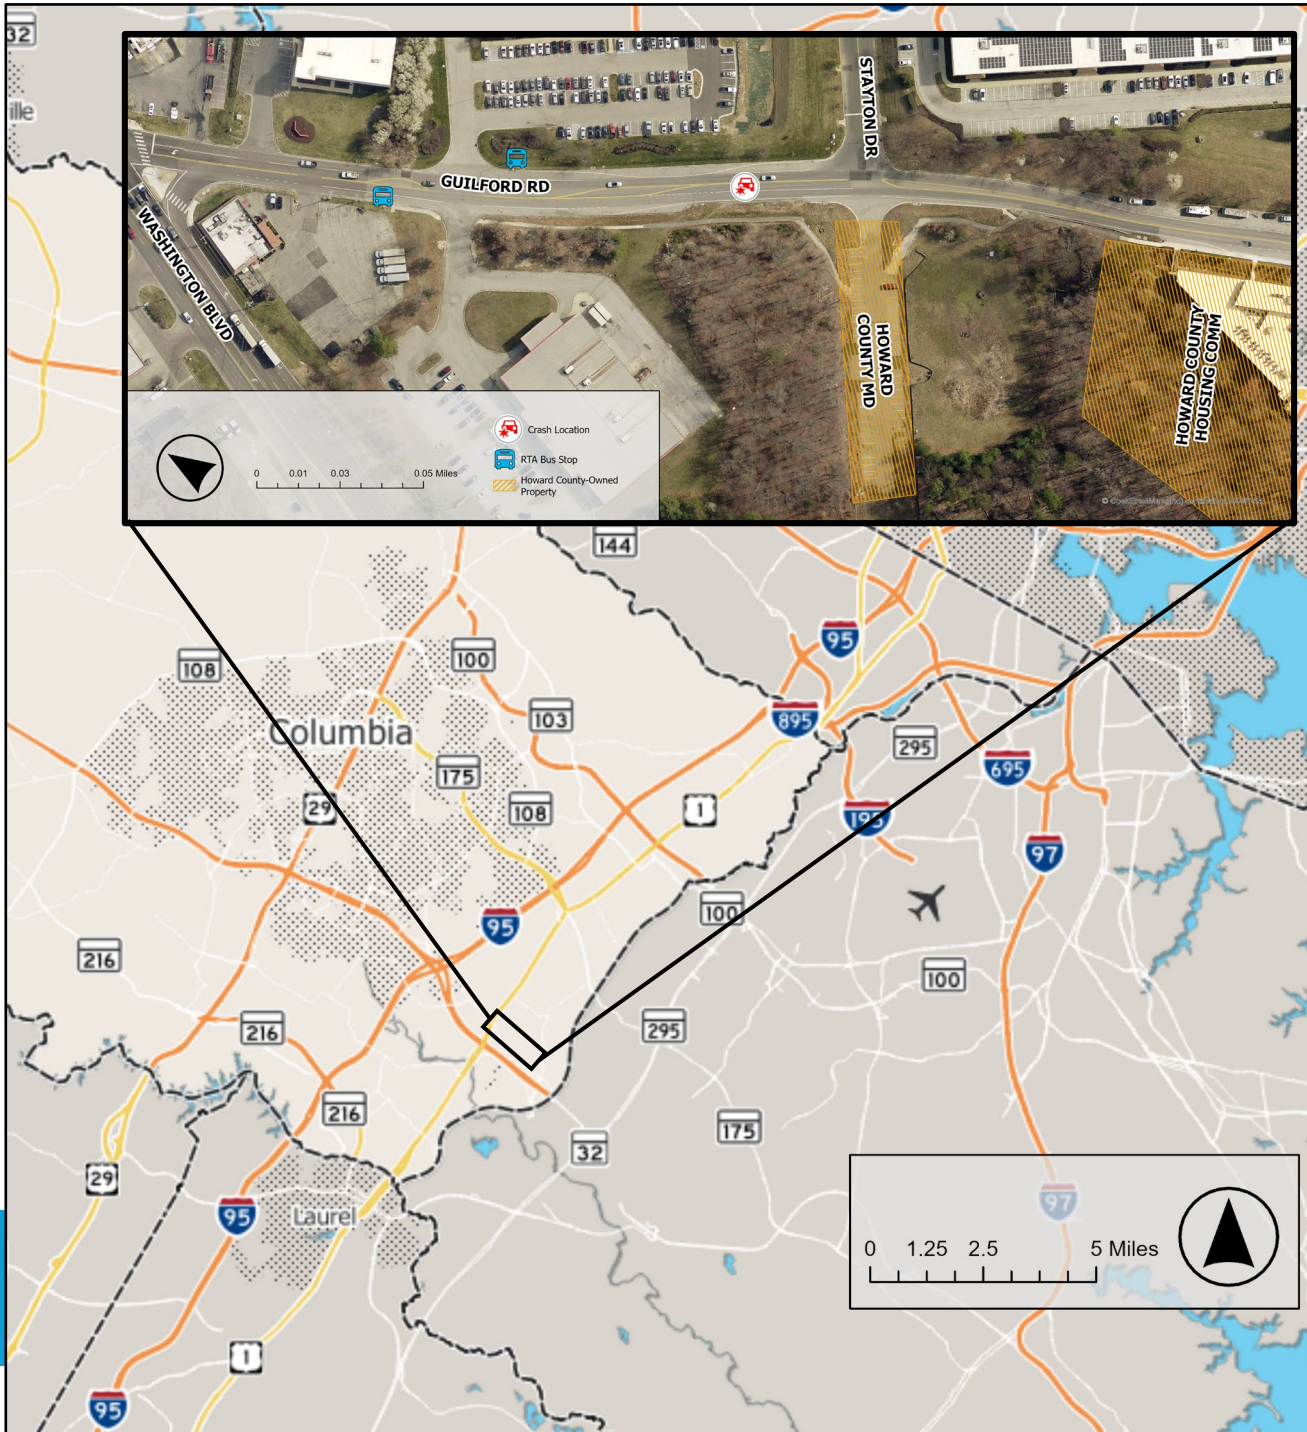 32
ille
STAYTON DR
GUILFORD RD
WASHINGTON BLVD
HOWARD
COUNTY MD
HOWARD COUNTY
HOUSING COMM
Crash Location
RTA Bus Stop
Howard County-Owned
Property
0 0.01 0.03 0.05 Miles
144
95
108
100
103
895
Columbia
295
175
695
29
108
1
195
97
95
100
216
100
216
295
216
175
32
29
97
95
Laurel
0 1.25 2.5 5 Miles
1
95